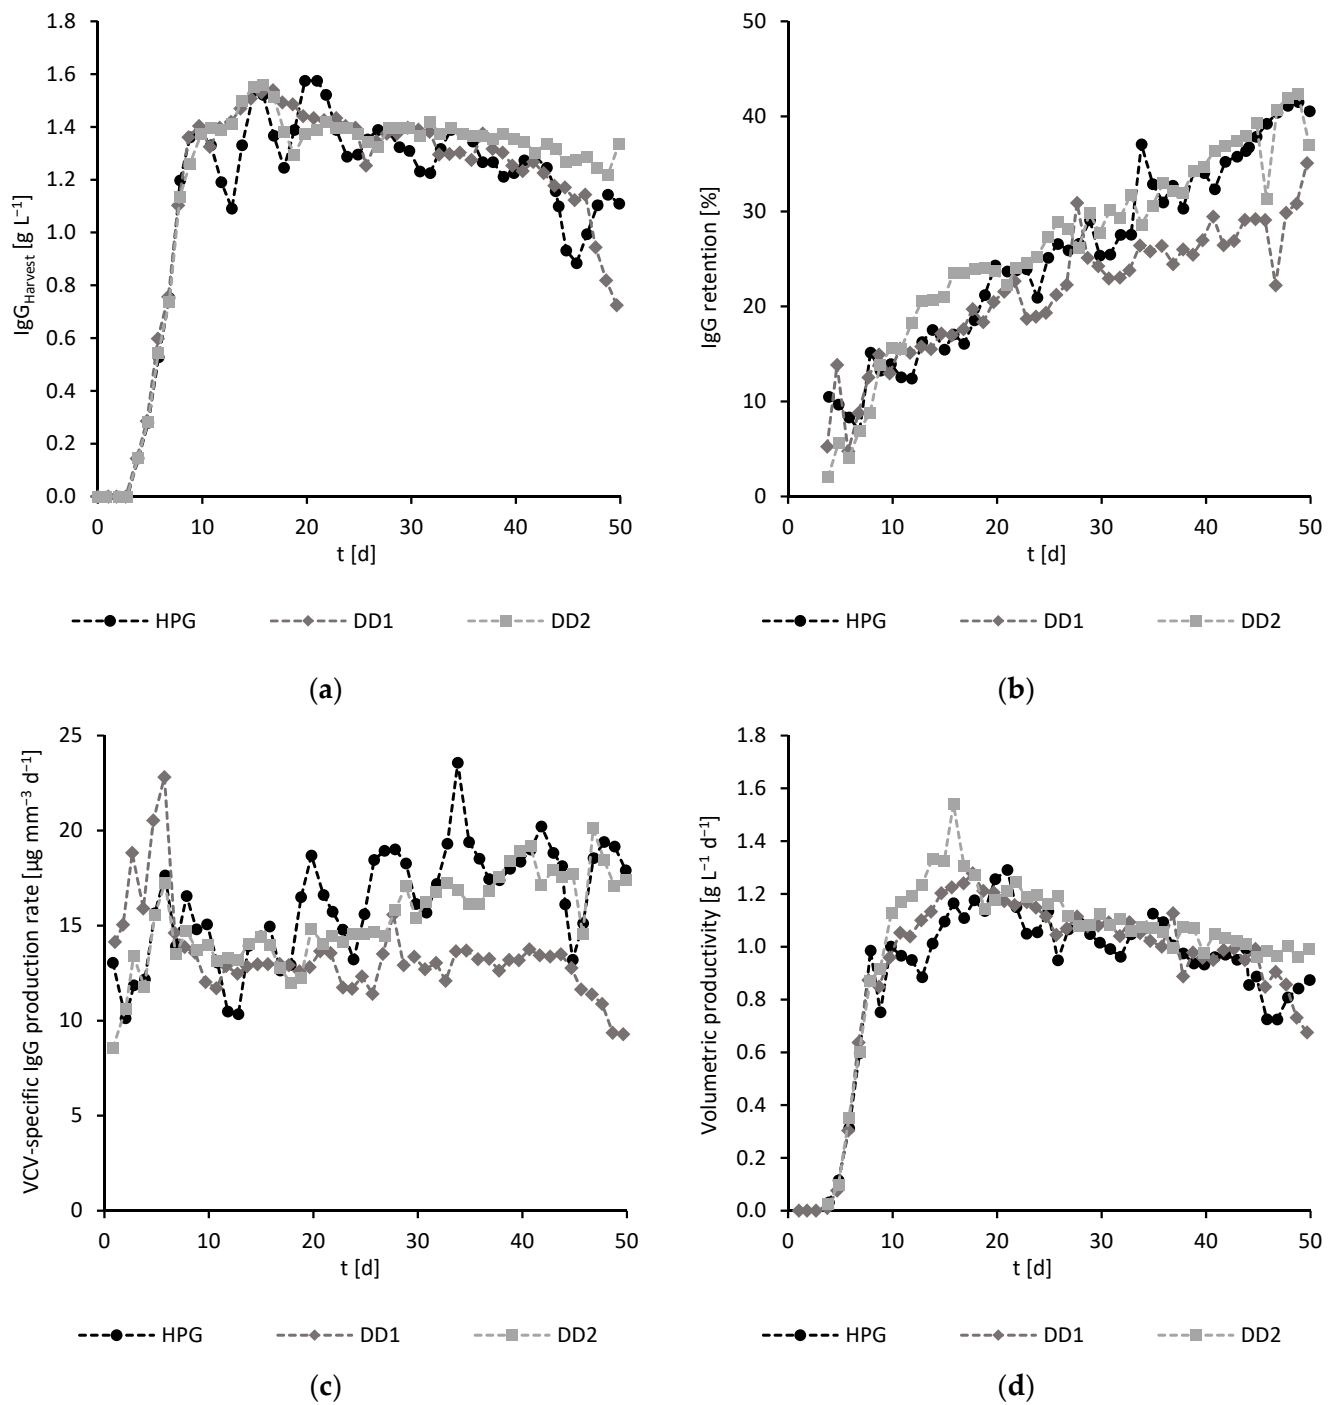 1.8
1.6
1.4
1.2
1.0
0.8
0.6
0.4
0.2
0.0
IgG_Harvest [g L⁻¹]
0 10 20 30 40 50
t [d]
HPG DD1 DD2
(a)
50
40
30
20
10
0
IgG retention [%]
0 10 20 30 40 50
t [d]
HPG DD1 DD2
(b)
25
20
15
10
5
0
VCV-specific IgG production rate [µg mm⁻³ d⁻¹]
0 10 20 30 40 50
t [d]
HPG DD1 DD2
(c)
1.8
1.6
1.4
1.2
1.0
0.8
0.6
0.4
0.2
0.0
Volumetric productivity [g L⁻¹ d⁻¹]
0 10 20 30 40 50
t [d]
HPG DD1 DD2
(d)